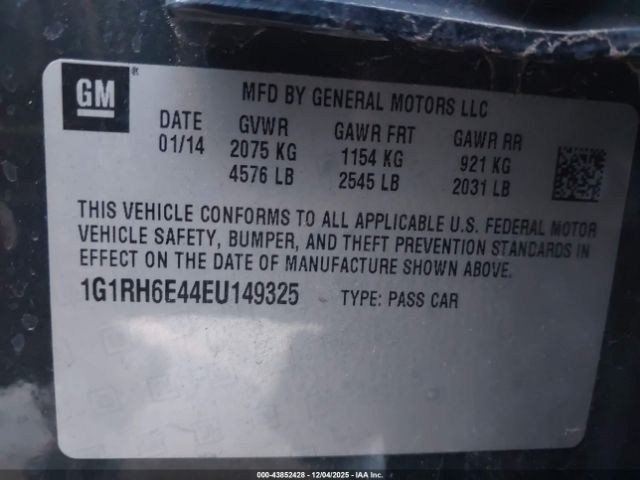 GM ®
MFD BY GENERAL MOTORS LLC
DATE GVWR GAWR FRT GAWR RR
01/14 2075 KG 1154 KG 921 KG
4576 LB 2545 LB 2031 LB
THIS VEHICLE CONFORMS TO ALL APPLICABLE U.S. FEDERAL MOTOR
VEHICLE SAFETY, BUMPER, AND THEFT PREVENTION STANDARDS IN
EFFECT ON THE DATE OF MANUFACTURE SHOWN ABOVE.
1G1RH6E44EU149325 TYPE: PASS CAR
000-43852428 - 12/04/2025 - IAA Inc.